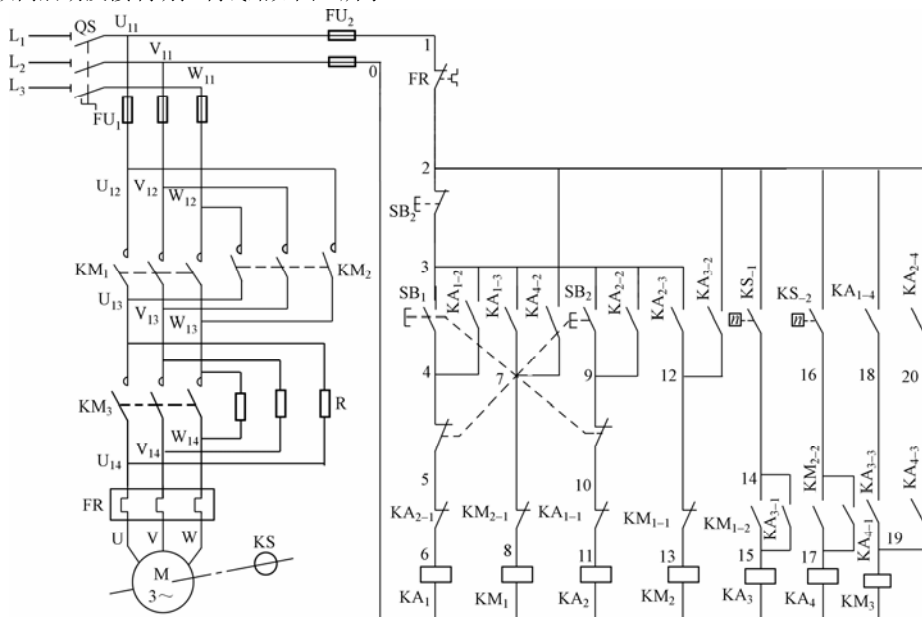 U₁₁
FU₂
QS
L₁
V₁₁
1
L₂
0
W₁₁
FR
L₃
FU₁
2
U₁₂
V₁₂
W₁₂
SB₂
KM₁
KM₂
3
U₁₃
V₁₃
W₁₃
SB₁
KA₁₋₂
KA₁₋₃
KA₄₋₂
SB₂
KA₂₋₂
KA₂₋₃
KA₃₋₂
KS₋₁
KS₋₂
KA₁₋₄
KA₂₋₄
4
7
9
12
16
18
20
KM₃
R
W₁₄
V₁₄
U₁₄
5
10
14
KM₂₋₂
KA₃₋₃
KA₄₋₃
FR
KA₂₋₁
KM₂₋₁
KA₁₋₁
KM₁₋₁
KM₁₋₂
KA₃₋₁
KA₄₋₁
U
V
W
KS
6
8
11
13
15
17
19
M
3～
KA₁
KM₁
KA₂
KM₂
KA₃
KA₄
KM₃